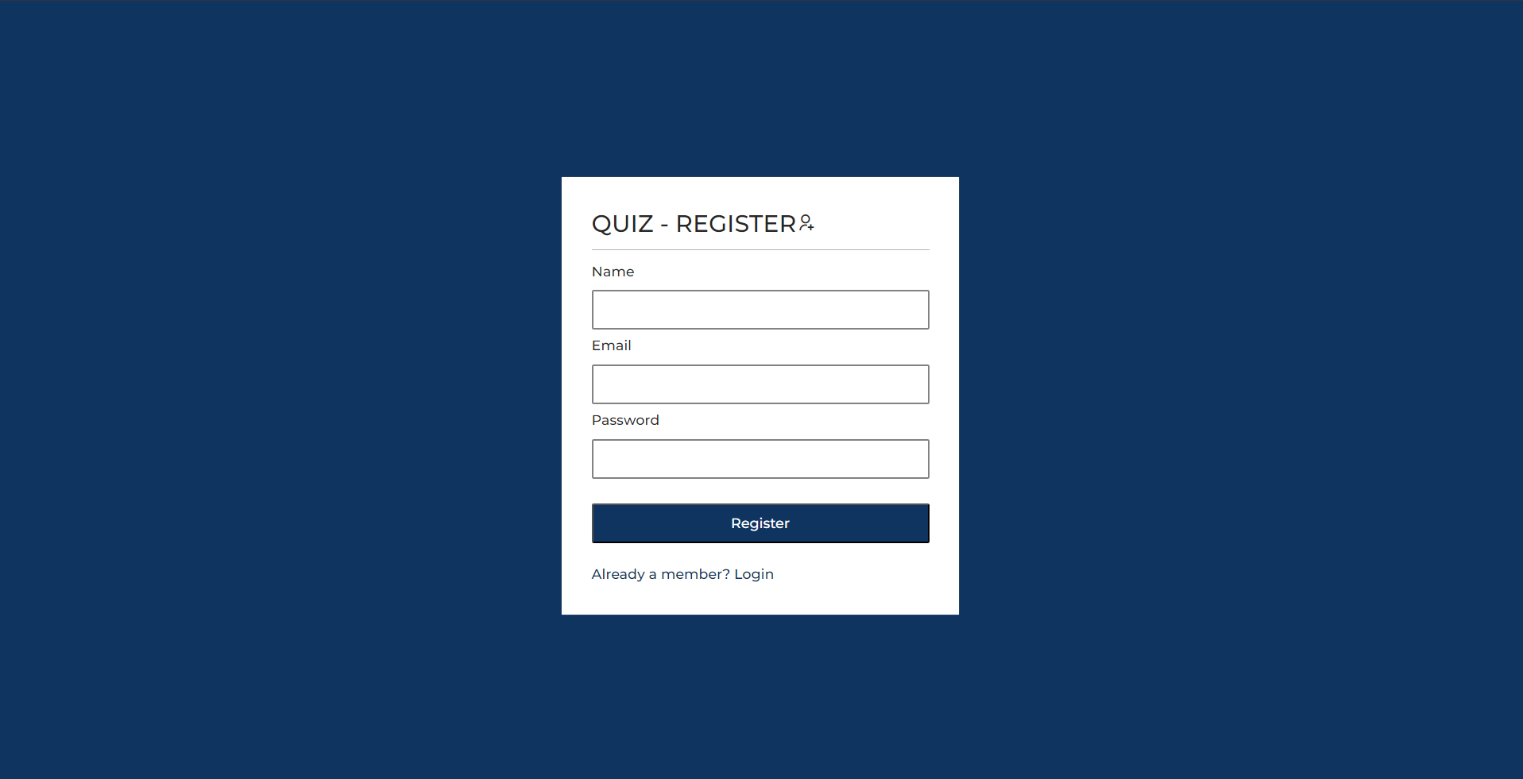 QUIZ - REGISTER
Name
Email
Password
Register
Already a member? Login